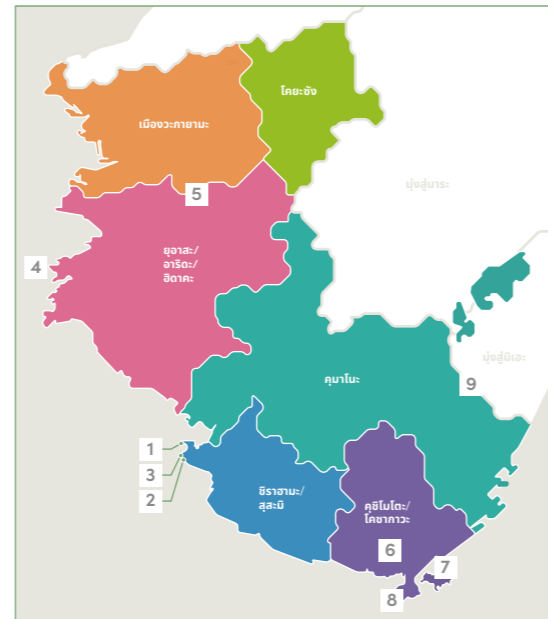 โคยะซัง
เมืองวะกายามะ
มุ่งสู่นาระ
5
ยุอาสะ/
อาริดะ/
ฮิดาคะ
4
มุ่งสู่มิเอะ
คุมาโนะ
9
1
3
2
ชิราฮามะ/
สุสะมิ
คุชิโมโตะ/
โคซากาวะ
6
7
8